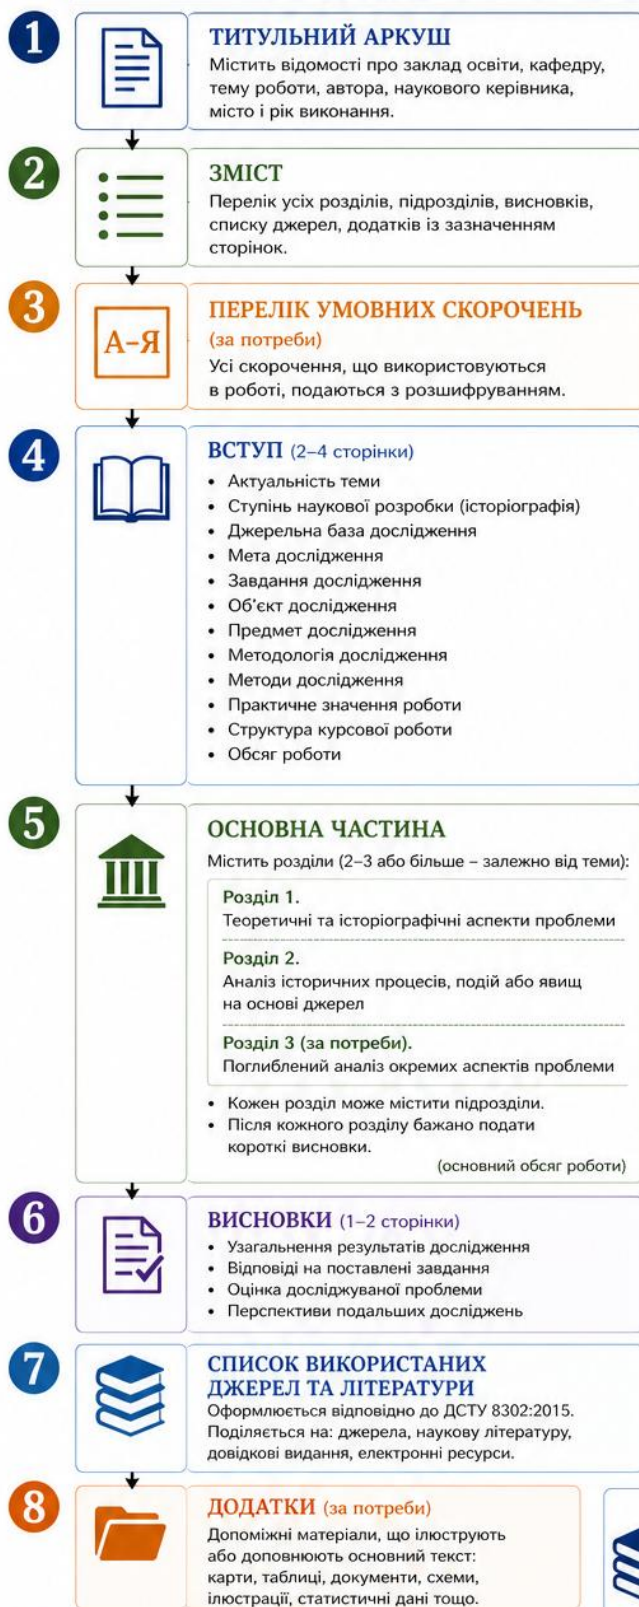 1
ТИТУЛЬНИЙ АРКУШ
Містить відомості про заклад освіти, кафедру,
тему роботи, автора, наукового керівника,
місто і рік виконання.
2
ЗМІСТ
Перелік усіх розділів, підрозділів, висновків,
списку джерел, додатків із зазначенням
сторінок.
3
А–Я
ПЕРЕЛІК УМОВНИХ СКОРОЧЕНЬ
(за потреби)
Усі скорочення, що використовуються
в роботі, подаються з розшифруванням.
4
ВСТУП (2–4 сторінки)
• Актуальність теми
• Ступінь наукової розробки (історіографія)
• Джерельна база дослідження
• Мета дослідження
• Завдання дослідження
• Об'єкт дослідження
• Предмет дослідження
• Методологія дослідження
• Методи дослідження
• Практичне значення роботи
• Структура курсової роботи
• Обсяг роботи
5
ОСНОВНА ЧАСТИНА
Містить розділи (2–3 або більше – залежно від теми):
Розділ 1.
Теоретичні та історіографічні аспекти проблеми
Розділ 2.
Аналіз історичних процесів, подій або явищ
на основі джерел
Розділ 3 (за потреби).
Поглиблений аналіз окремих аспектів проблеми
• Кожен розділ може містити підрозділи.
• Після кожного розділу бажано подати
короткі висновки.
(основний обсяг роботи)
6
ВИСНОВКИ (1–2 сторінки)
• Узагальнення результатів дослідження
• Відповіді на поставлені завдання
• Оцінка досліджуваної проблеми
• Перспективи подальших досліджень
7
СПИСОК ВИКОРИСТАНИХ
ДЖЕРЕЛ ТА ЛІТЕРАТУРИ
Оформлюється відповідно до ДСТУ 8302:2015.
Поділяється на: джерела, наукову літературу,
довідкові видання, електронні ресурси.
8
ДОДАТКИ (за потреби)
Допоміжні матеріали, що ілюструють
або доповнюють основний текст:
карти, таблиці, документи, схеми,
ілюстрації, статистичні дані тощо.